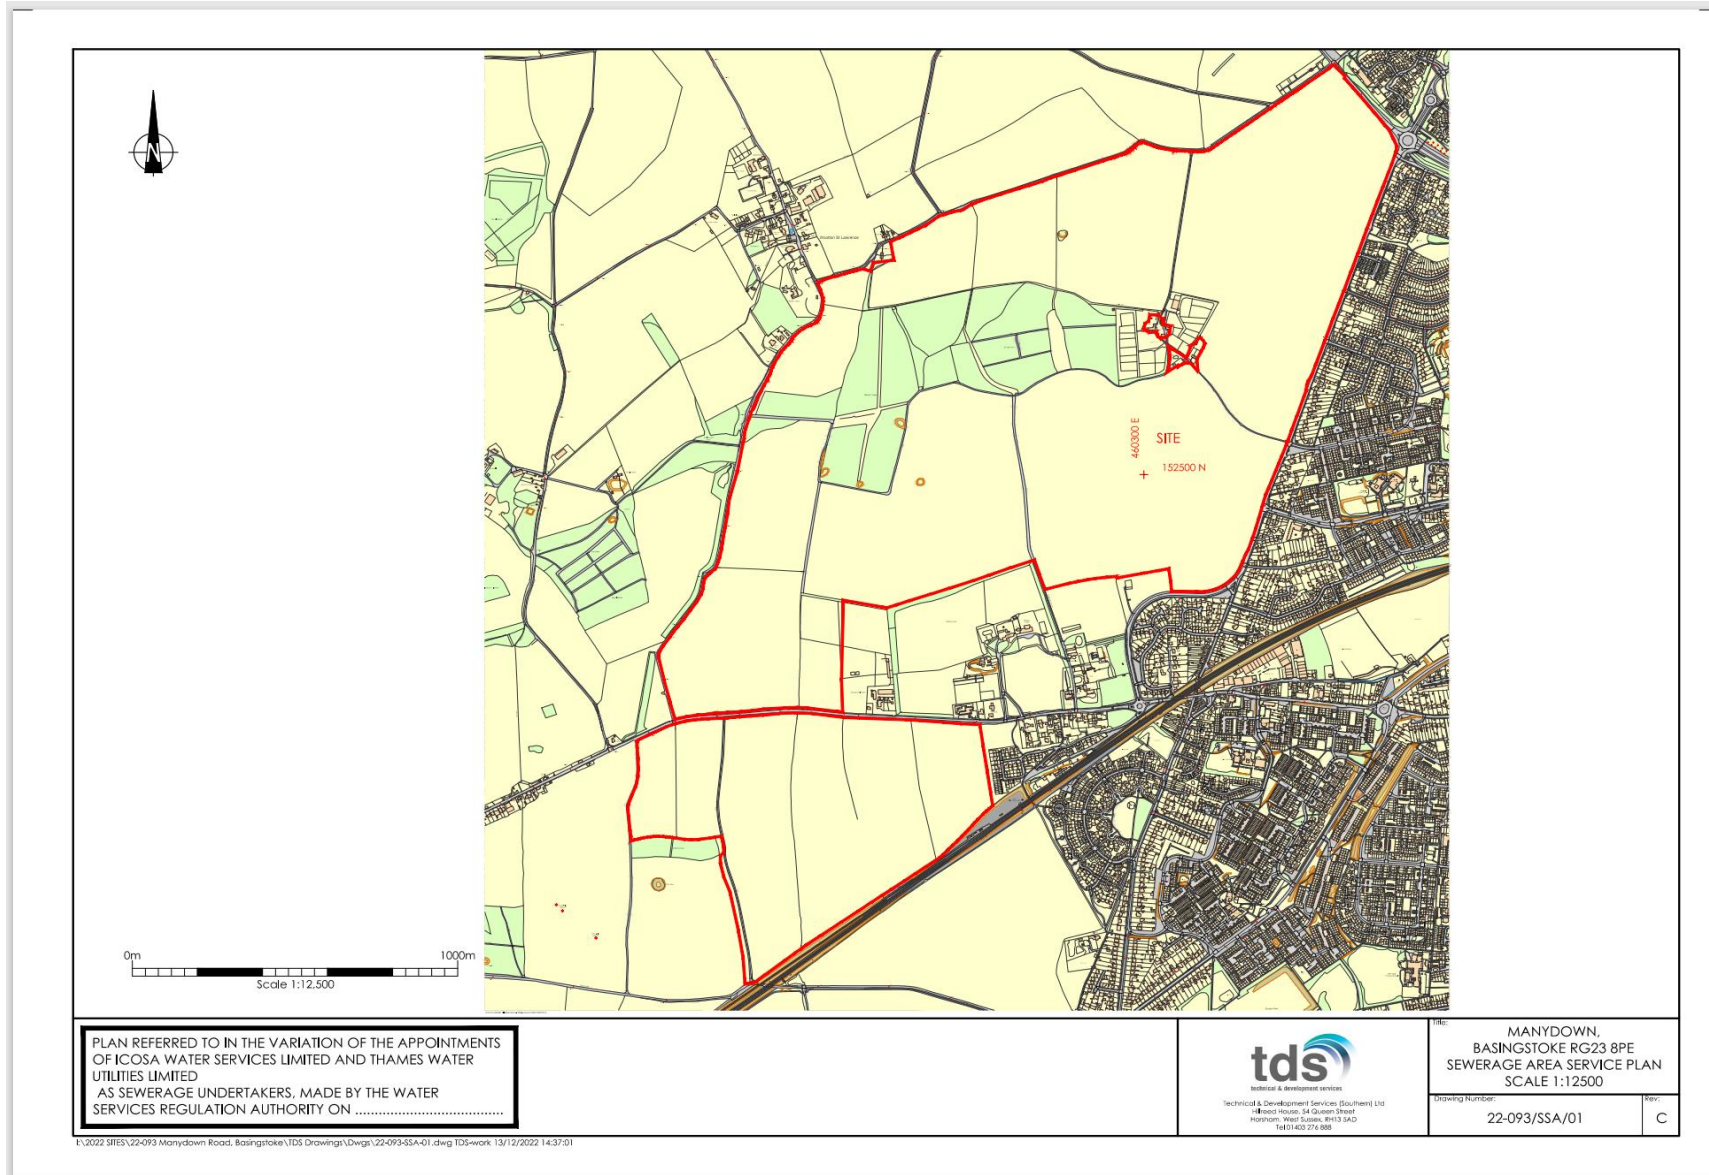 N
Wootton St Lawrence
460300 E
SITE
152500 N
0m
1000m
Scale 1:12,500
PLAN REFERRED TO IN THE VARIATION OF THE APPOINTMENTS
OF ICOSA WATER SERVICES LIMITED AND THAMES WATER
UTILITIES LIMITED
AS SEWERAGE UNDERTAKERS, MADE BY THE WATER
SERVICES REGULATION AUTHORITY ON ......................................
tds
technical & development services
Technical & Development Services (Southern) Ltd
Hillreed House, 54 Queen Street
Horsham, West Sussex, RH13 5AD
Tel 01403 276 888
Title:
MANYDOWN,
BASINGSTOKE RG23 8PE
SEWERAGE AREA SERVICE PLAN
SCALE 1:12500
Drawing Number:
22-093/SSA/01
Rev:
C
L:\2022 SITES\22-093 Manydown Road, Basingstoke\TDS Drawings\Dwgs\22-093-SSA-01.dwg TDS-work 13/12/2022 14:37:01